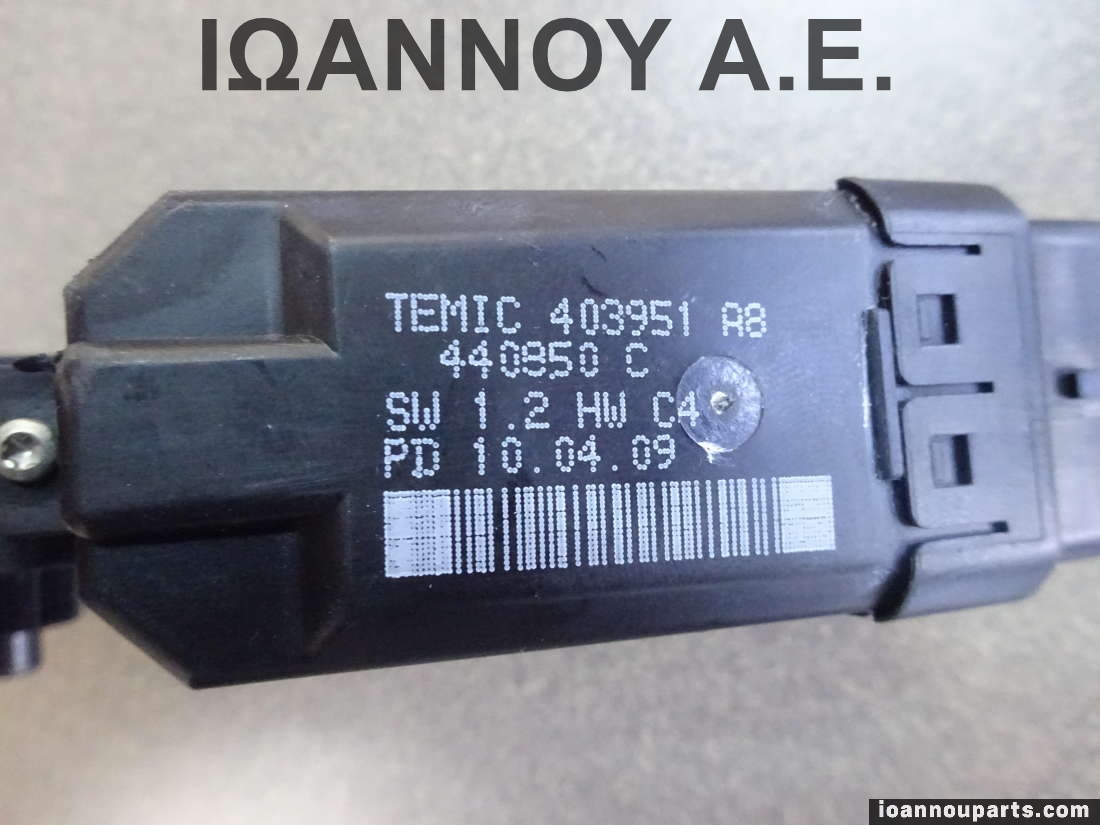 ΙΩΑΝΝΟΥ Α.Ε.
TEMIC 403951 A8
440850 C
SW 1.2 HW C4
PD 10.04.09
ioannouparts.com